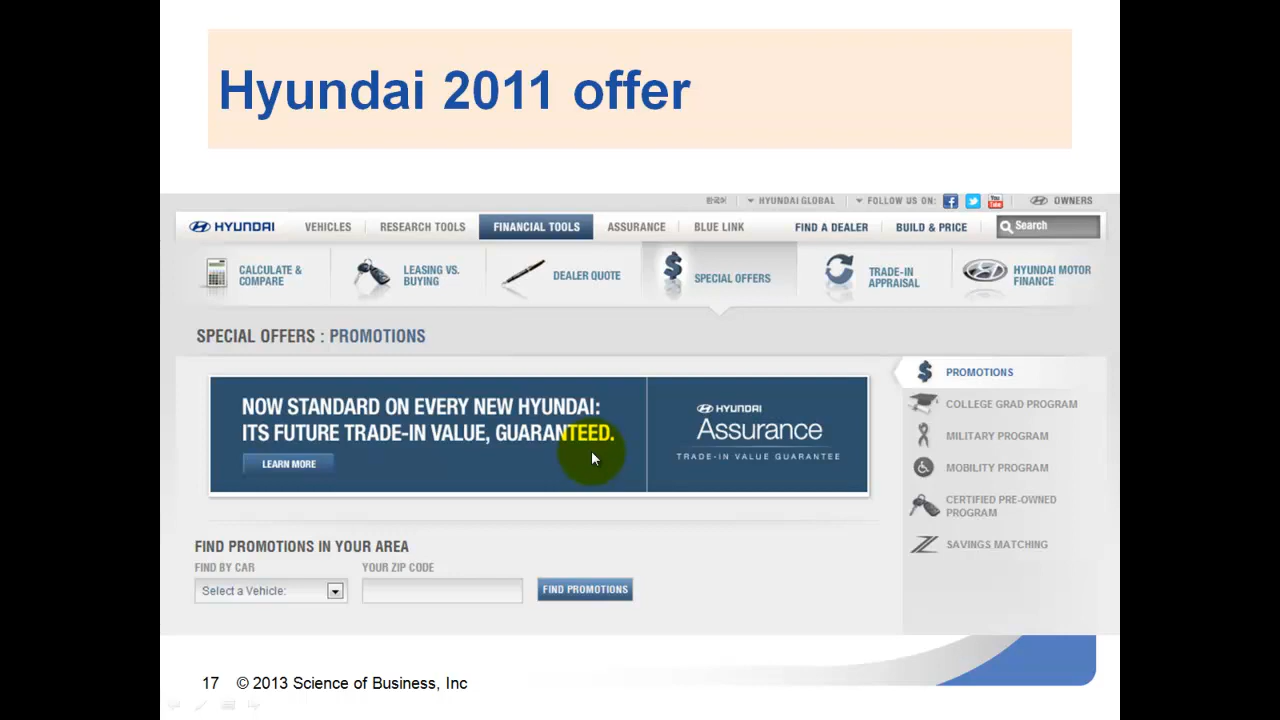 Hyundai 2011 offer
한국어 HYUNDAI GLOBAL FOLLOW US ON: You Tube OWNERS
HYUNDAI VEHICLES RESEARCH TOOLS FINANCIAL TOOLS ASSURANCE BLUE LINK FIND A DEALER BUILD & PRICE Search
CALCULATE &
COMPARE
LEASING VS.
BUYING
DEALER QUOTE
SPECIAL OFFERS
TRADE-IN
APPRAISAL
HYUNDAI MOTOR
FINANCE
SPECIAL OFFERS : PROMOTIONS
NOW STANDARD ON EVERY NEW HYUNDAI:
ITS FUTURE TRADE-IN VALUE, GUARANTEED.
LEARN MORE
HYUNDAI
Assurance
TRADE-IN VALUE GUARANTEE
PROMOTIONS
COLLEGE GRAD PROGRAM
MILITARY PROGRAM
MOBILITY PROGRAM
CERTIFIED PRE-OWNED
PROGRAM
SAVINGS MATCHING
FIND PROMOTIONS IN YOUR AREA
FIND BY CAR YOUR ZIP CODE
Select a Vehicle: FIND PROMOTIONS
17 © 2013 Science of Business, Inc